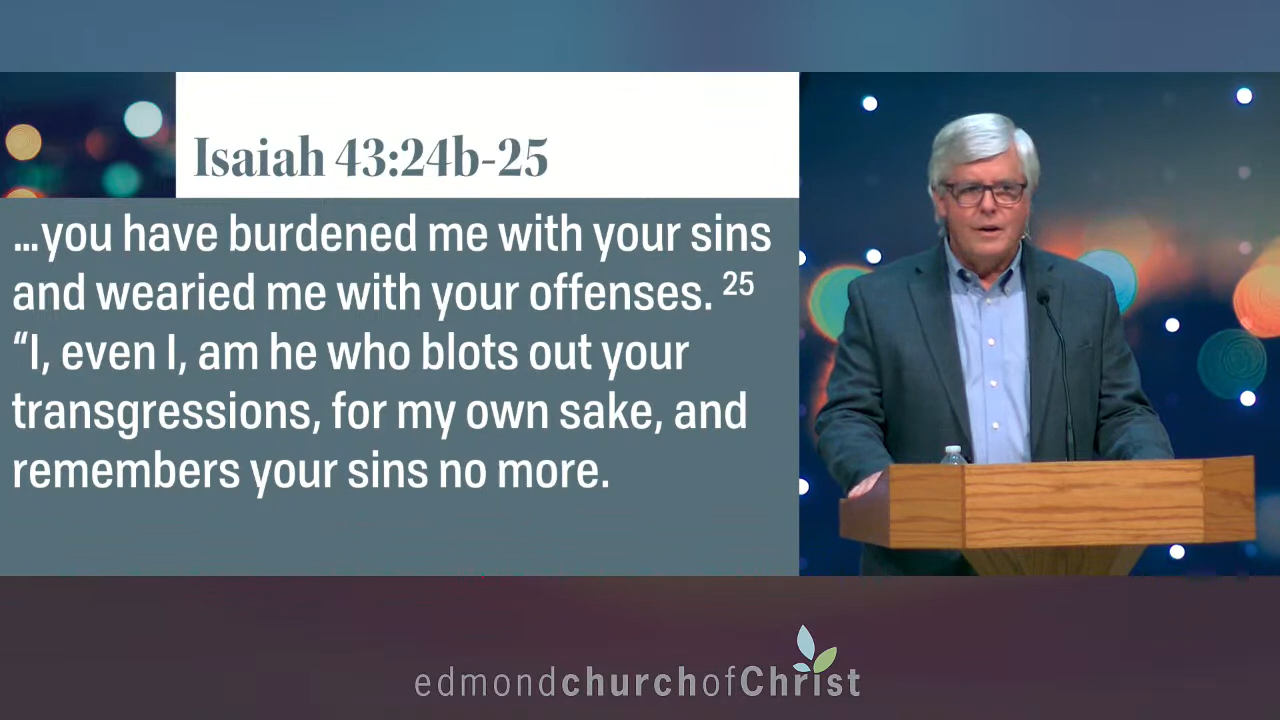 Isaiah 43:24b-25
...you have burdened me with your sins
and wearied me with your offenses. 25
“I, even I, am he who blots out your
transgressions, for my own sake, and
remembers your sins no more.
edmondchurchofChrist